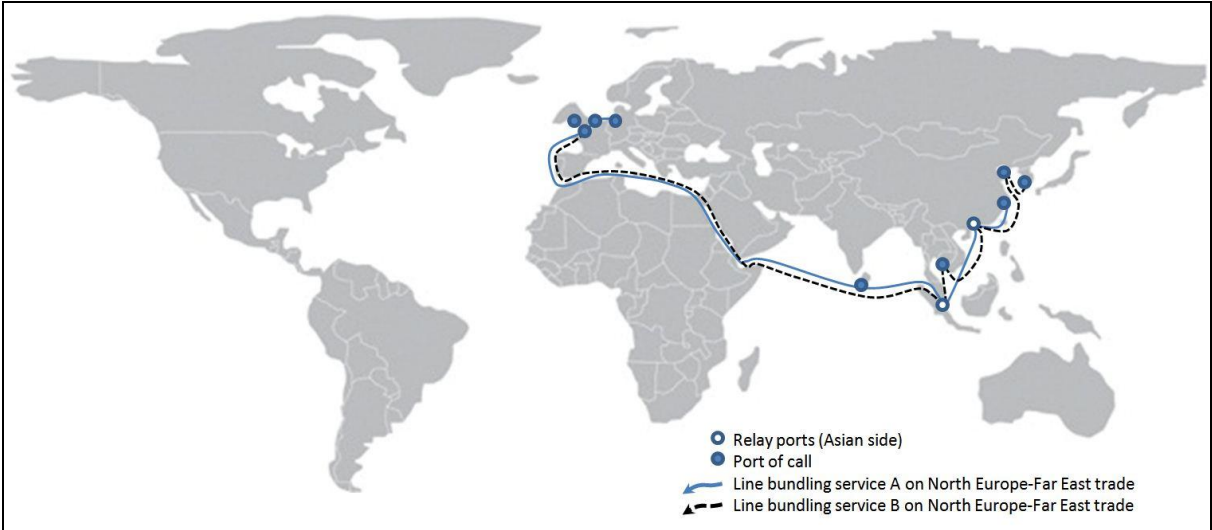 Relay ports (Asian side)
Port of call
Line bundling service A on North Europe-Far East trade
Line bundling service B on North Europe-Far East trade